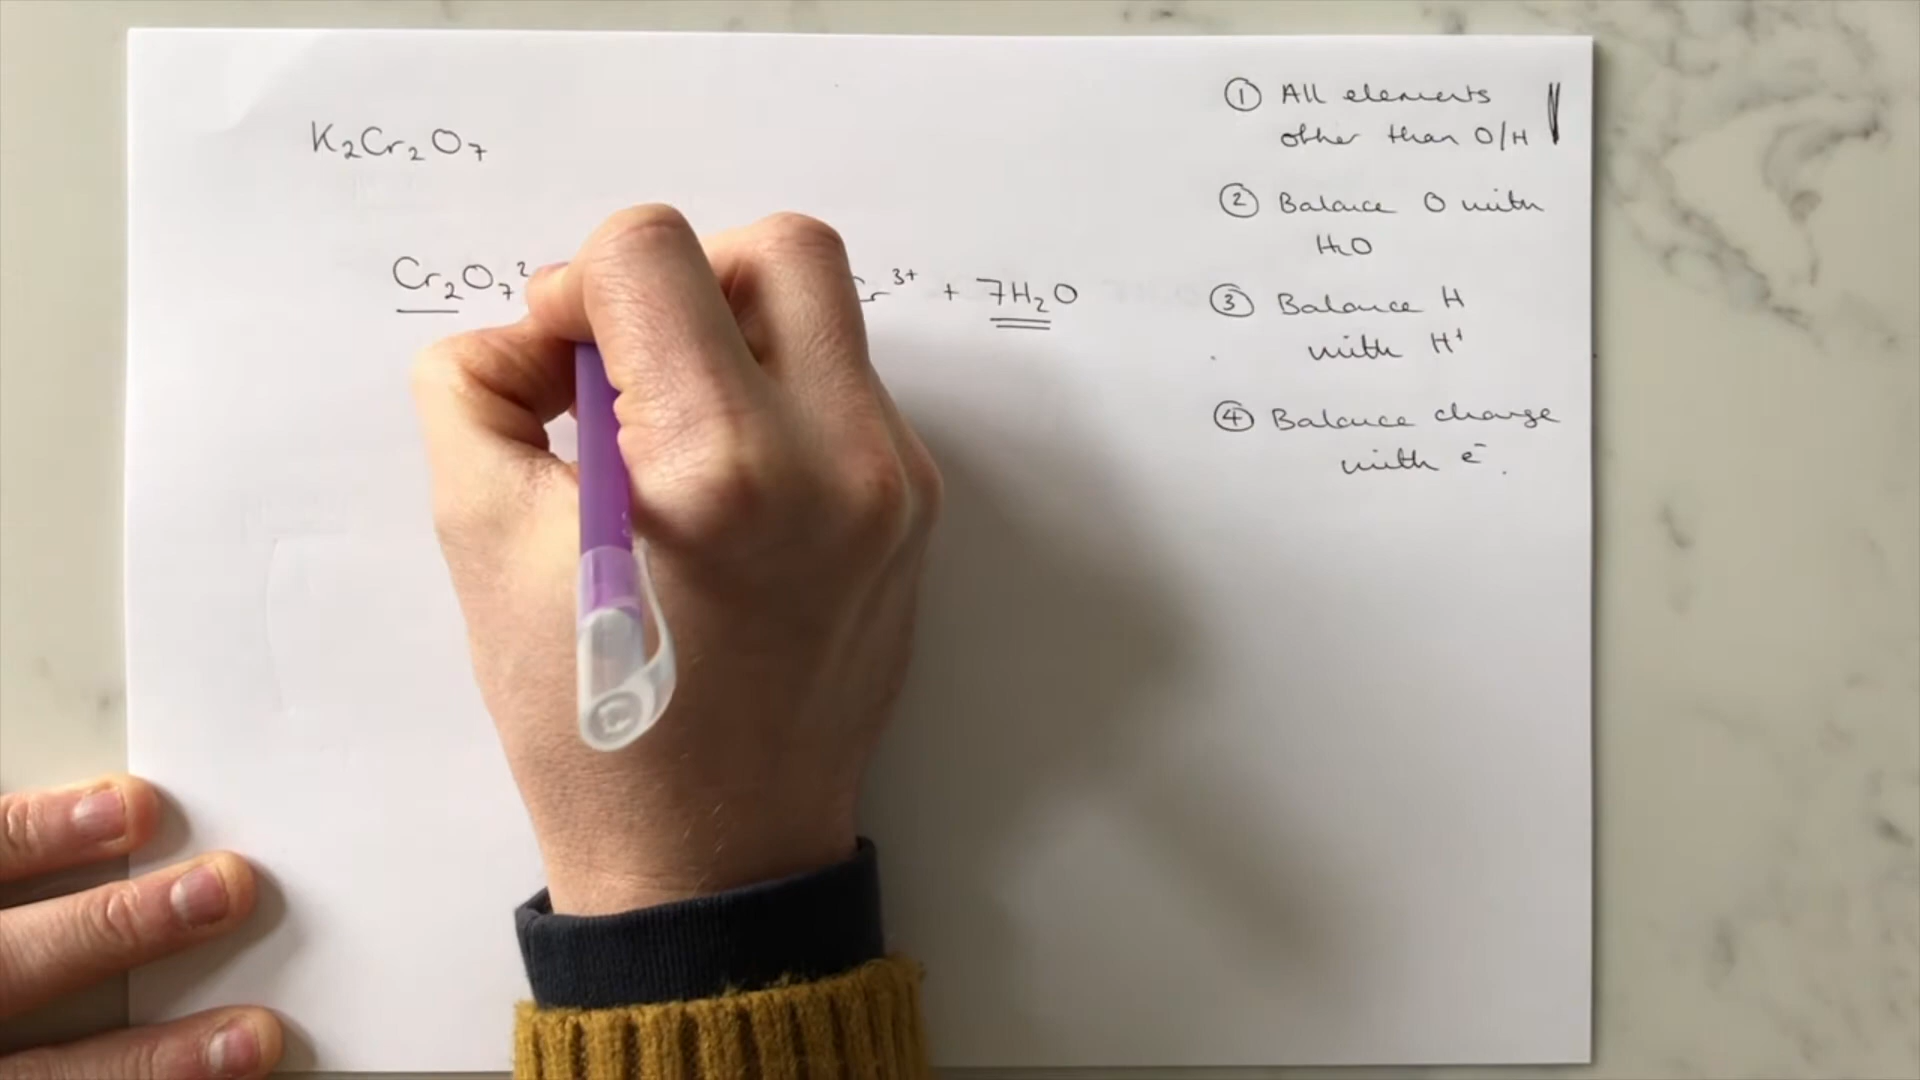 K₂Cr₂O₇
Cr₂O₇² Cr³⁺ + 7H₂O
① All elements
other than O/H
② Balance O with
H₂O
③ Balance H
with H⁺
④ Balance charge
with e⁻.